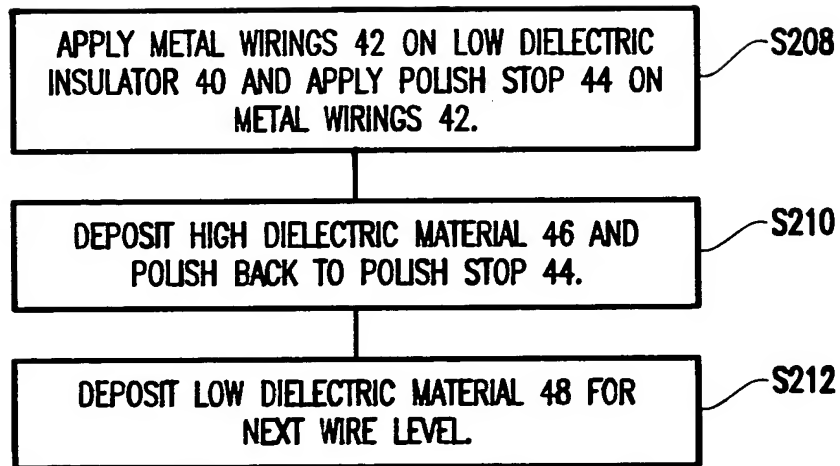 APPLY METAL WIRINGS 42 ON LOW DIELECTRIC
INSULATOR 40 AND APPLY POLISH STOP 44 ON
METAL WIRINGS 42.
S208
DEPOSIT HIGH DIELECTRIC MATERIAL 46 AND
POLISH BACK TO POLISH STOP 44.
S210
DEPOSIT LOW DIELECTRIC MATERIAL 48 FOR
NEXT WIRE LEVEL.
S212